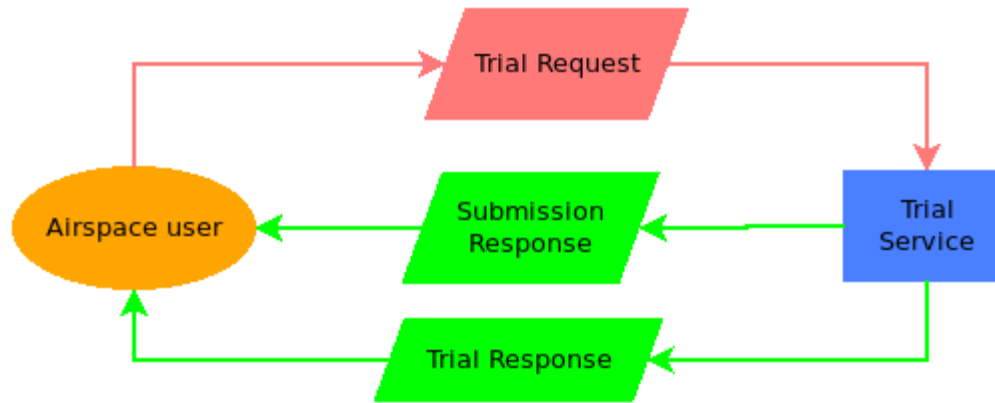 Trial Request
Airspace user
Submission
Response
Trial
Service
Trial Response